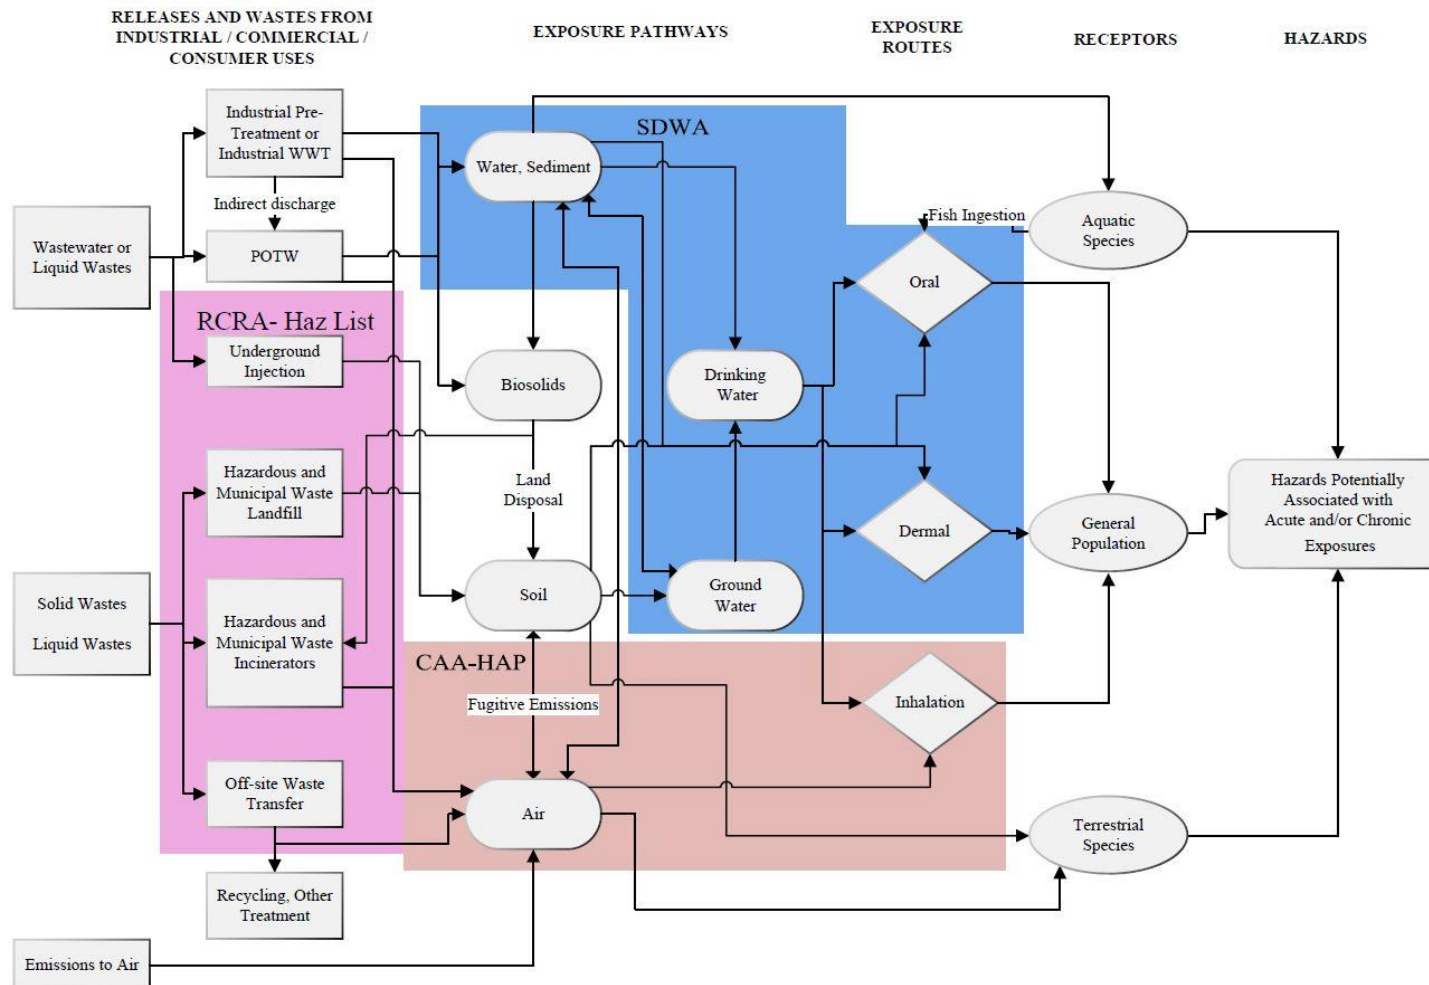 RELEASES AND WASTES FROM
INDUSTRIAL / COMMERCIAL /
CONSUMER USES
EXPOSURE PATHWAYS
EXPOSURE
ROUTES
RECEPTORS
HAZARDS
Industrial Pre-
Treatment or
Industrial WWT
Indirect discharge
Wastewater or
Liquid Wastes
POTW
RCRA- Haz List
Underground
Injection
Hazardous and
Municipal Waste
Landfill
Solid Wastes
Liquid Wastes
Hazardous and
Municipal Waste
Incinerators
Off-site Waste
Transfer
Recycling, Other
Treatment
Emissions to Air
SDWA
Water, Sediment
Biosolids
Land
Disposal
Soil
CAA-HAP
Fugitive Emissions
Air
Drinking
Water
Ground
Water
Fish Ingestion
Oral
Dermal
Inhalation
Aquatic
Species
General
Population
Terrestrial
Species
Hazards Potentially
Associated with
Acute and/or Chronic
Exposures